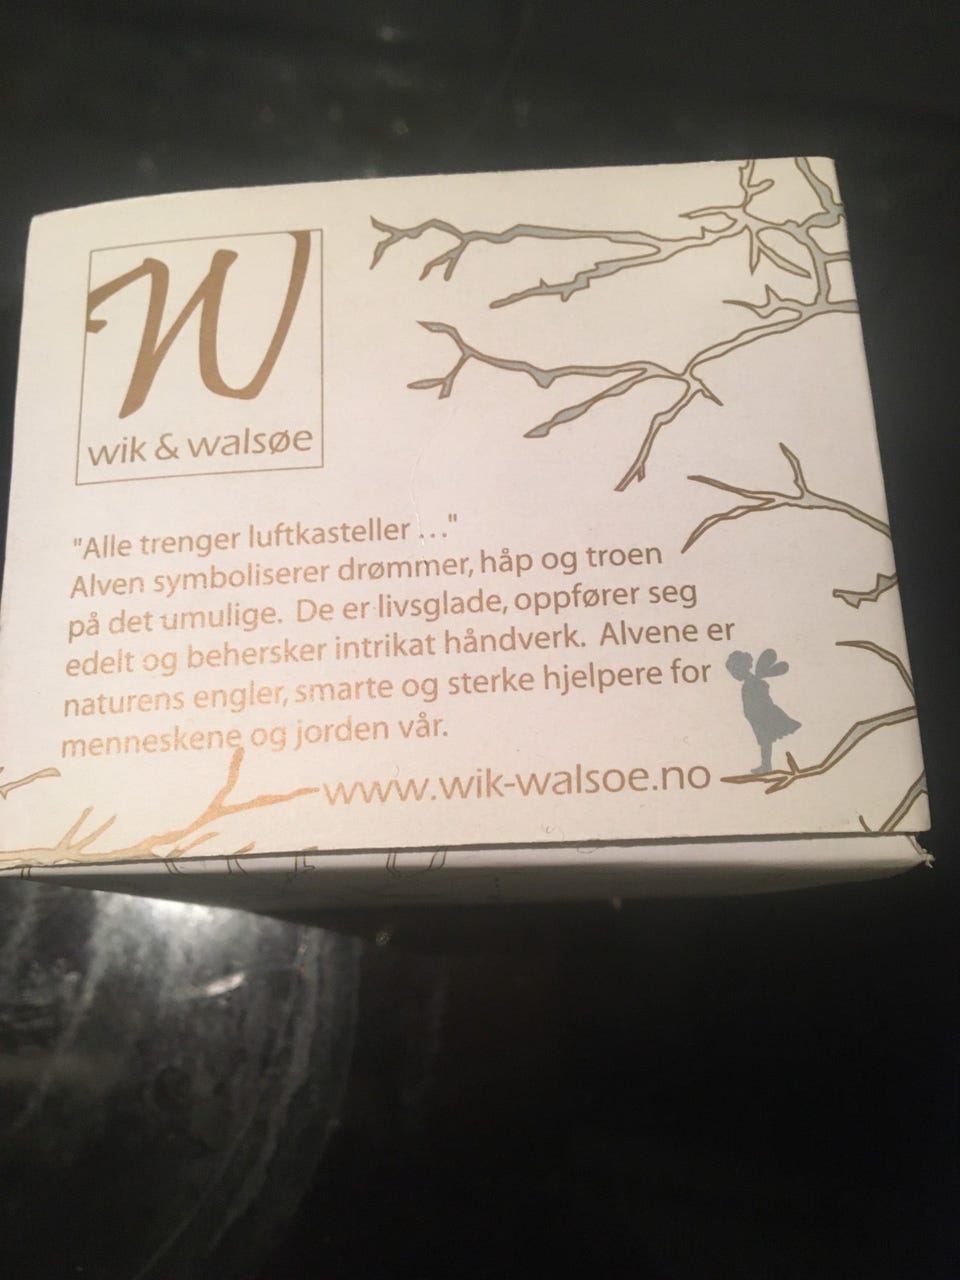 W
wik & walsøe
"Alle trenger luftkasteller ..."
Alven symboliserer drømmer, håp og troen
på det umulige. De er livsglade, oppfører seg
edelt og behersker intrikat håndverk. Alvene er
naturens engler, smarte og sterke hjelpere for
menneskene og jorden vår.
www.wik-walsoe.no